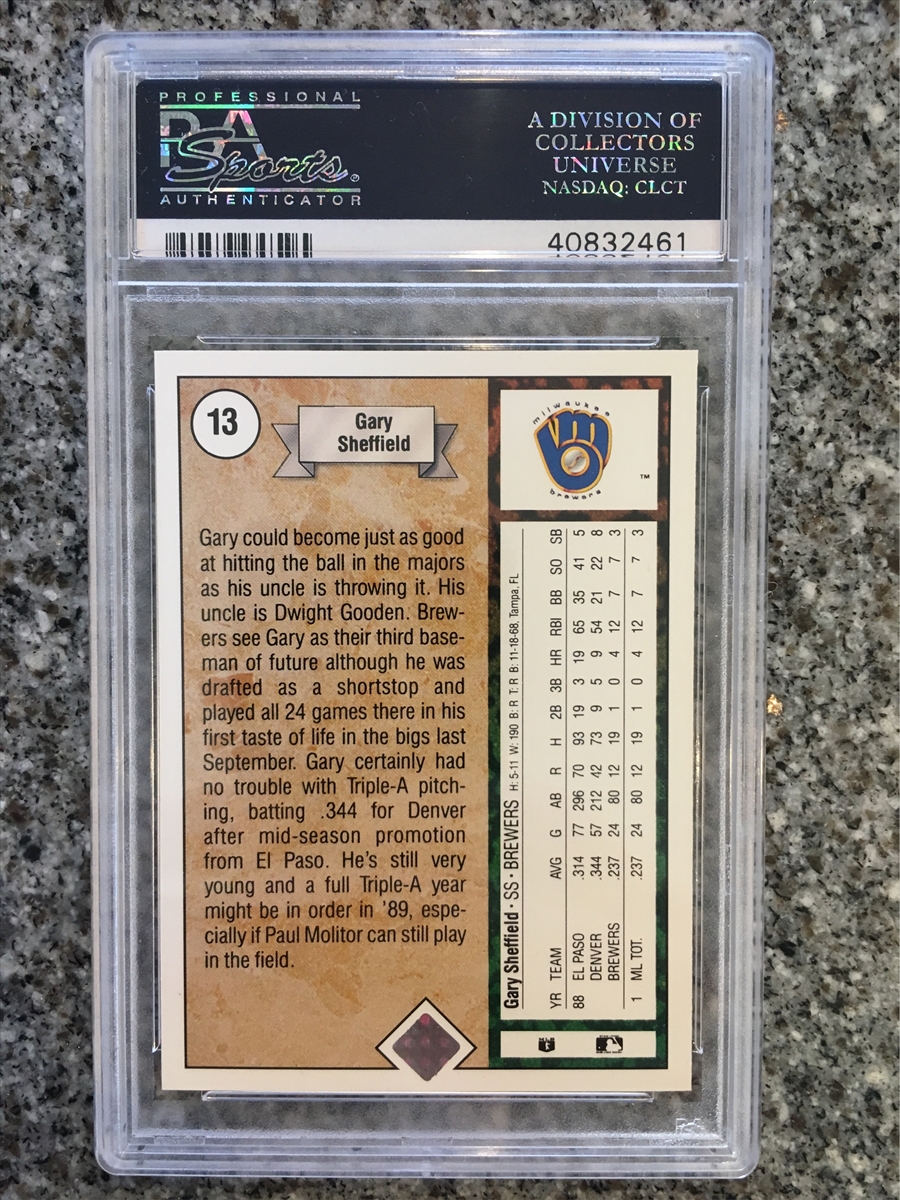 PROFESSIONAL
PSA
Sports
AUTHENTICATOR
A DIVISION OF
COLLECTORS
UNIVERSE
NASDAQ: CLCT
40832461
13
Gary
Sheffield
Gary could become just as good
at hitting the ball in the majors
as his uncle is throwing it. His
uncle is Dwight Gooden. Brew-
ers see Gary as their third base-
man of future although he was
drafted as a shortstop and
played all 24 games there in his
first taste of life in the bigs last
September. Gary certainly had
no trouble with Triple-A pitch-
ing, batting .344 for Denver
after mid-season promotion
from El Paso. He's still very
young and a full Triple-A year
might be in order in '89, espe-
cially if Paul Molitor can still play
in the field.
milwaukee
brewers
TM
Gary Sheffield · SS · BREWERS H: 5-11 W: 190 B: R T: R B: 11-18-68, Tampa, FL
YR TEAM AVG G AB R H 2B 3B HR RBI BB SO SB
88 EL PASO .314 77 296 70 93 19 3 19 65 35 41 5
DENVER .344 57 212 42 73 9 5 9 54 21 22 8
BREWERS .237 24 80 12 19 1 0 4 12 7 7 3
1 ML TOT. .237 24 80 12 19 1 0 4 12 7 7 3